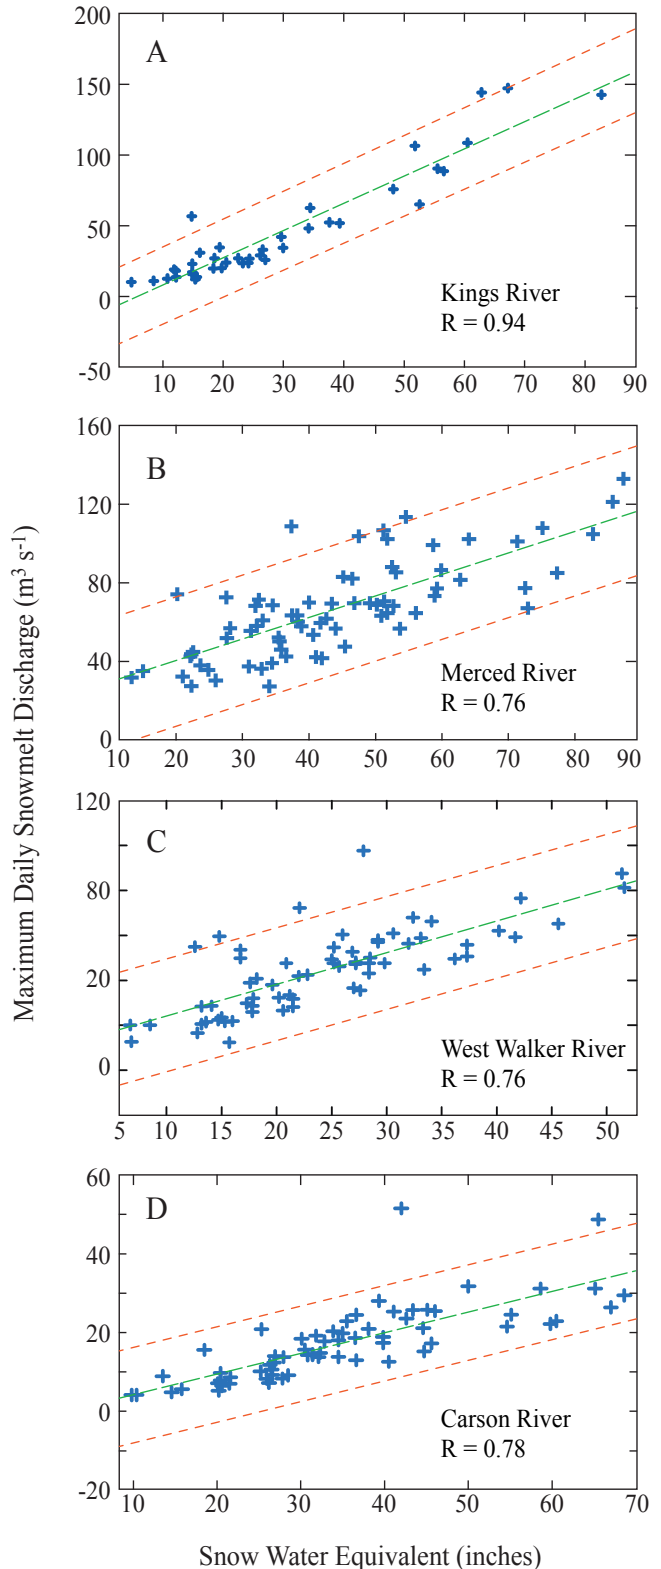 Maximum Daily Snowmelt Discharge (m³ s⁻¹)
200
150
100
50
0
-50
A
Kings River
R = 0.94
10 20 30 40 50 60 70 80 90
160
120
80
40
0
B
Merced River
R = 0.76
10 20 30 40 50 60 70 80 90
120
80
20
0
C
West Walker River
R = 0.76
5 10 15 20 25 30 35 40 45 50
60
50
40
30
20
10
0
-20
D
Carson River
R = 0.78
10 20 30 40 50 60 70
Snow Water Equivalent (inches)